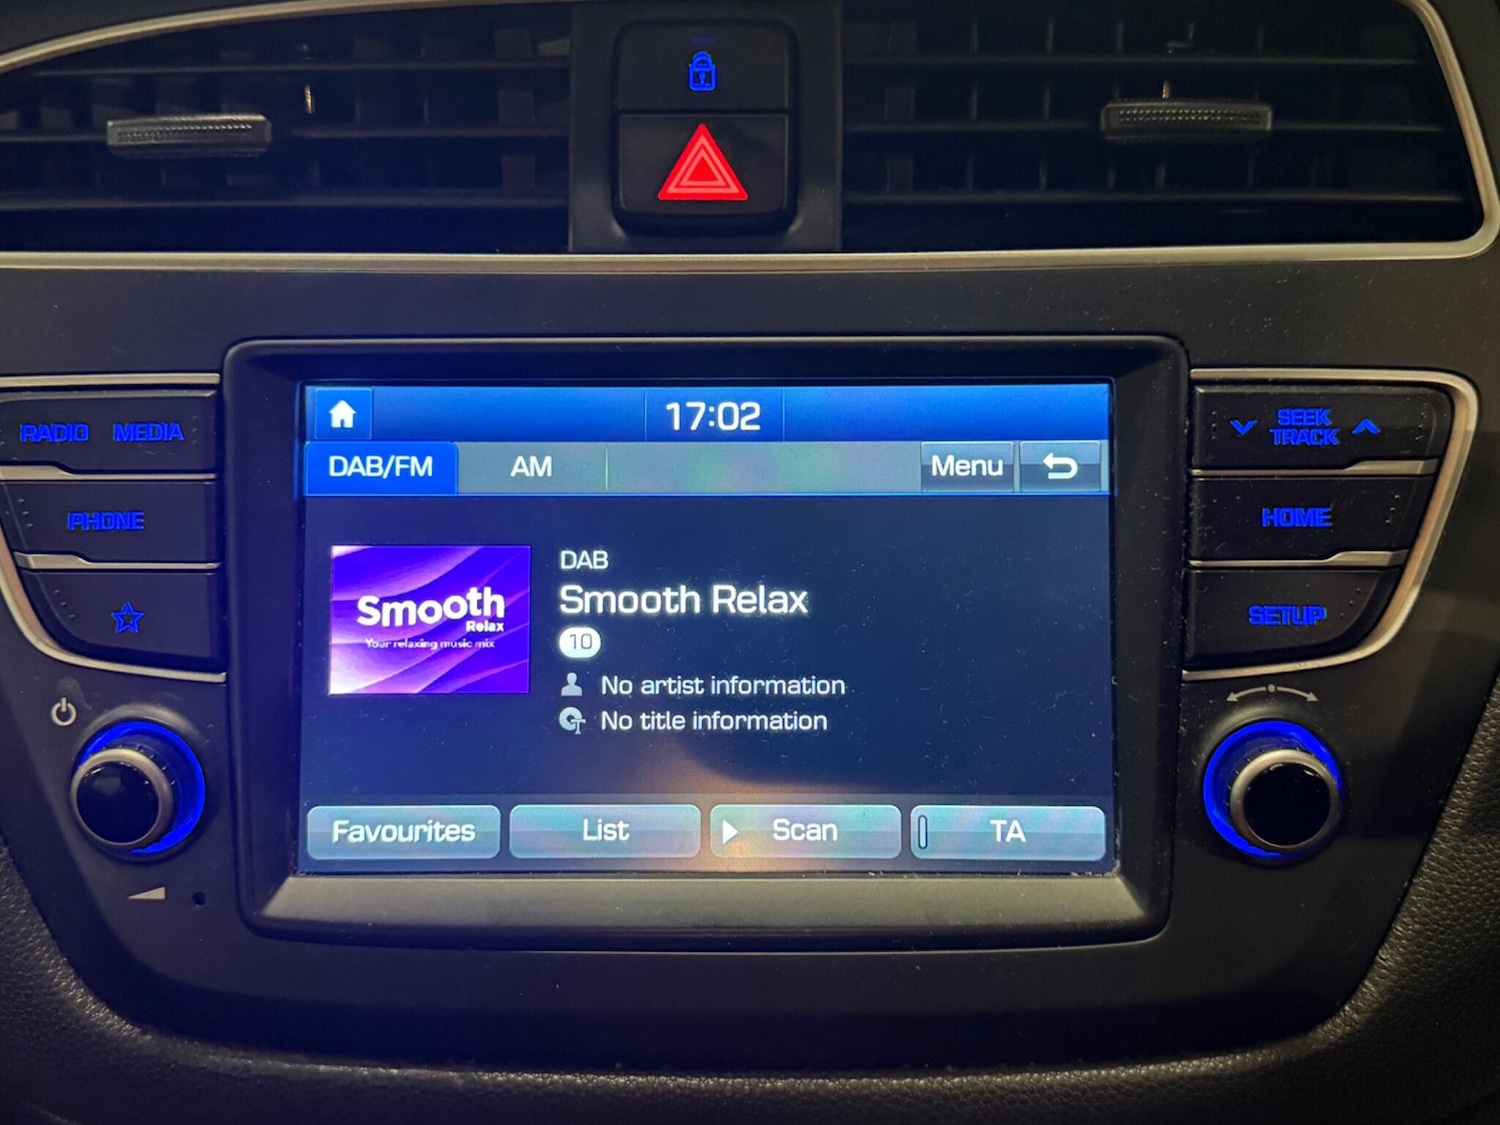 17:02
RADIO MEDIA
SEEK
TRACK
DAB/FM AM Menu
PHONE
HOME
DAB
Smooth Relax
10
Smooth
Relax
Your relaxing music mix
SETUP
No artist information
No title information
Favourites List Scan TA